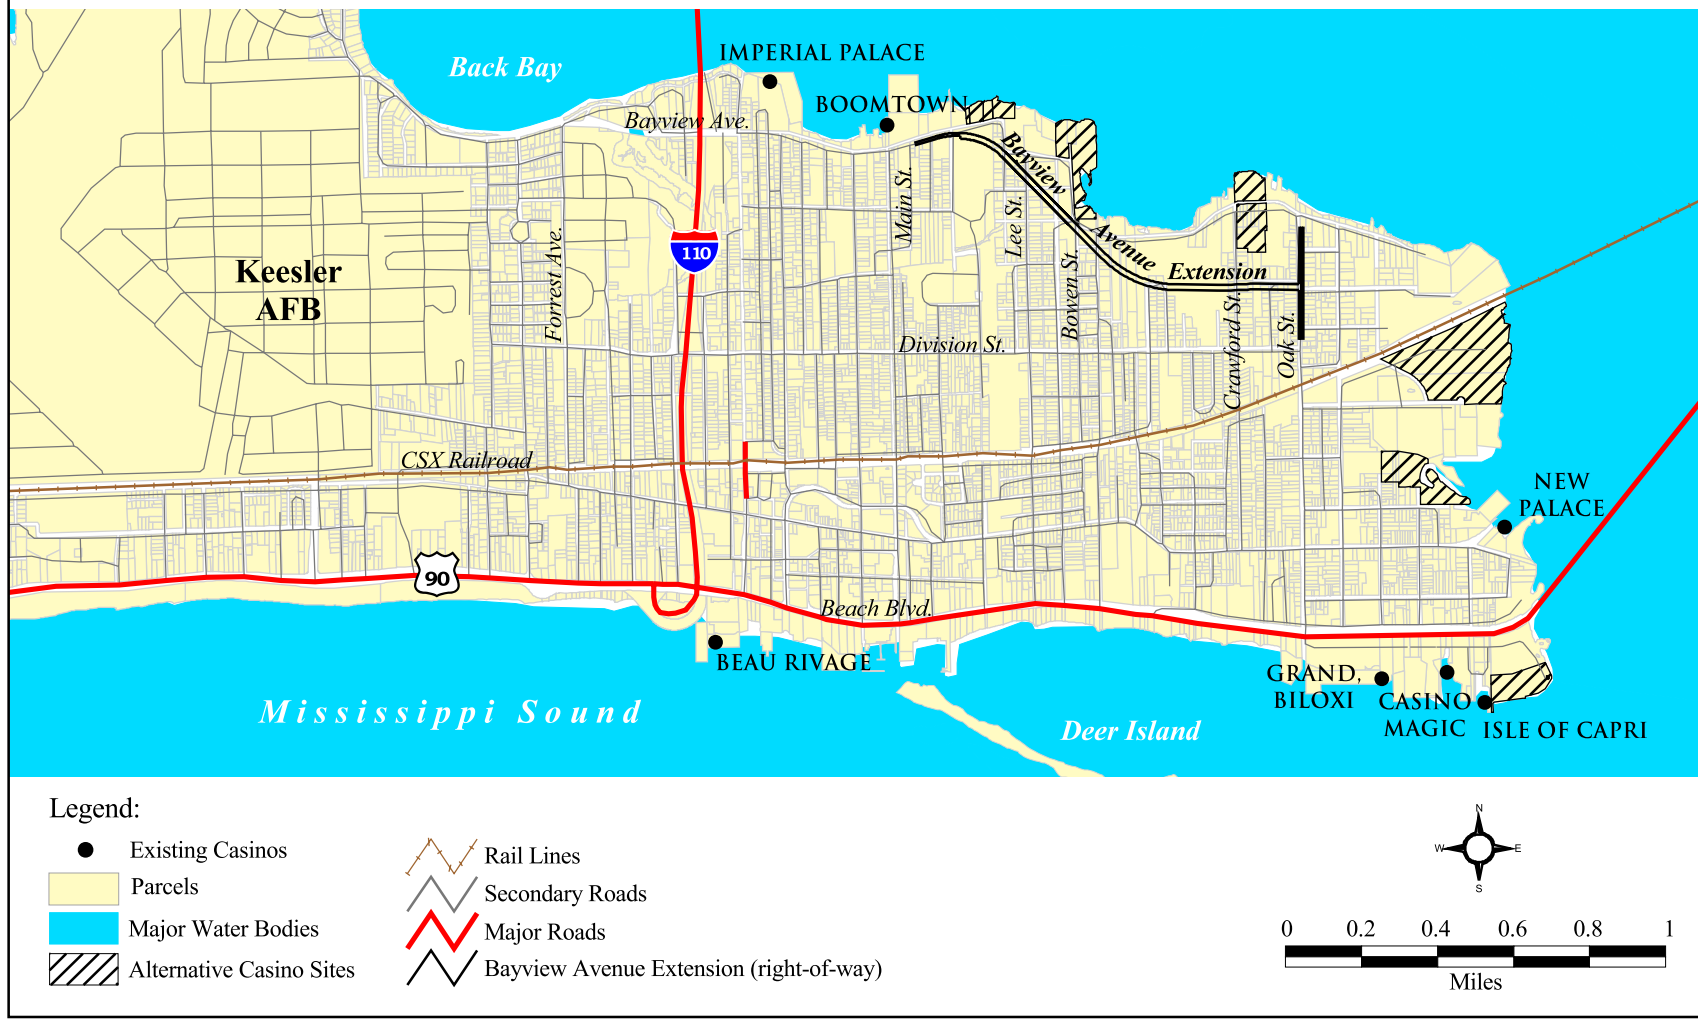 IMPERIAL PALACE
Back Bay
BOOMTOWN
Bayview Ave.
Bayview
Avenue
Extension
Main St.
Lee St.
Bowen St.
Forrest Ave.
110
Keesler
AFB
Crawford St.
Oak St.
Division St.
CSX Railroad
NEW
PALACE
90
Beach Blvd.
BEAU RIVAGE
GRAND,
BILOXI
CASINO
MAGIC
ISLE OF CAPRI
Mississippi Sound
Deer Island
Legend:
Existing Casinos
Parcels
Major Water Bodies
Alternative Casino Sites
Rail Lines
Secondary Roads
Major Roads
Bayview Avenue Extension (right-of-way)
N
W E
S
0 0.2 0.4 0.6 0.8 1
Miles